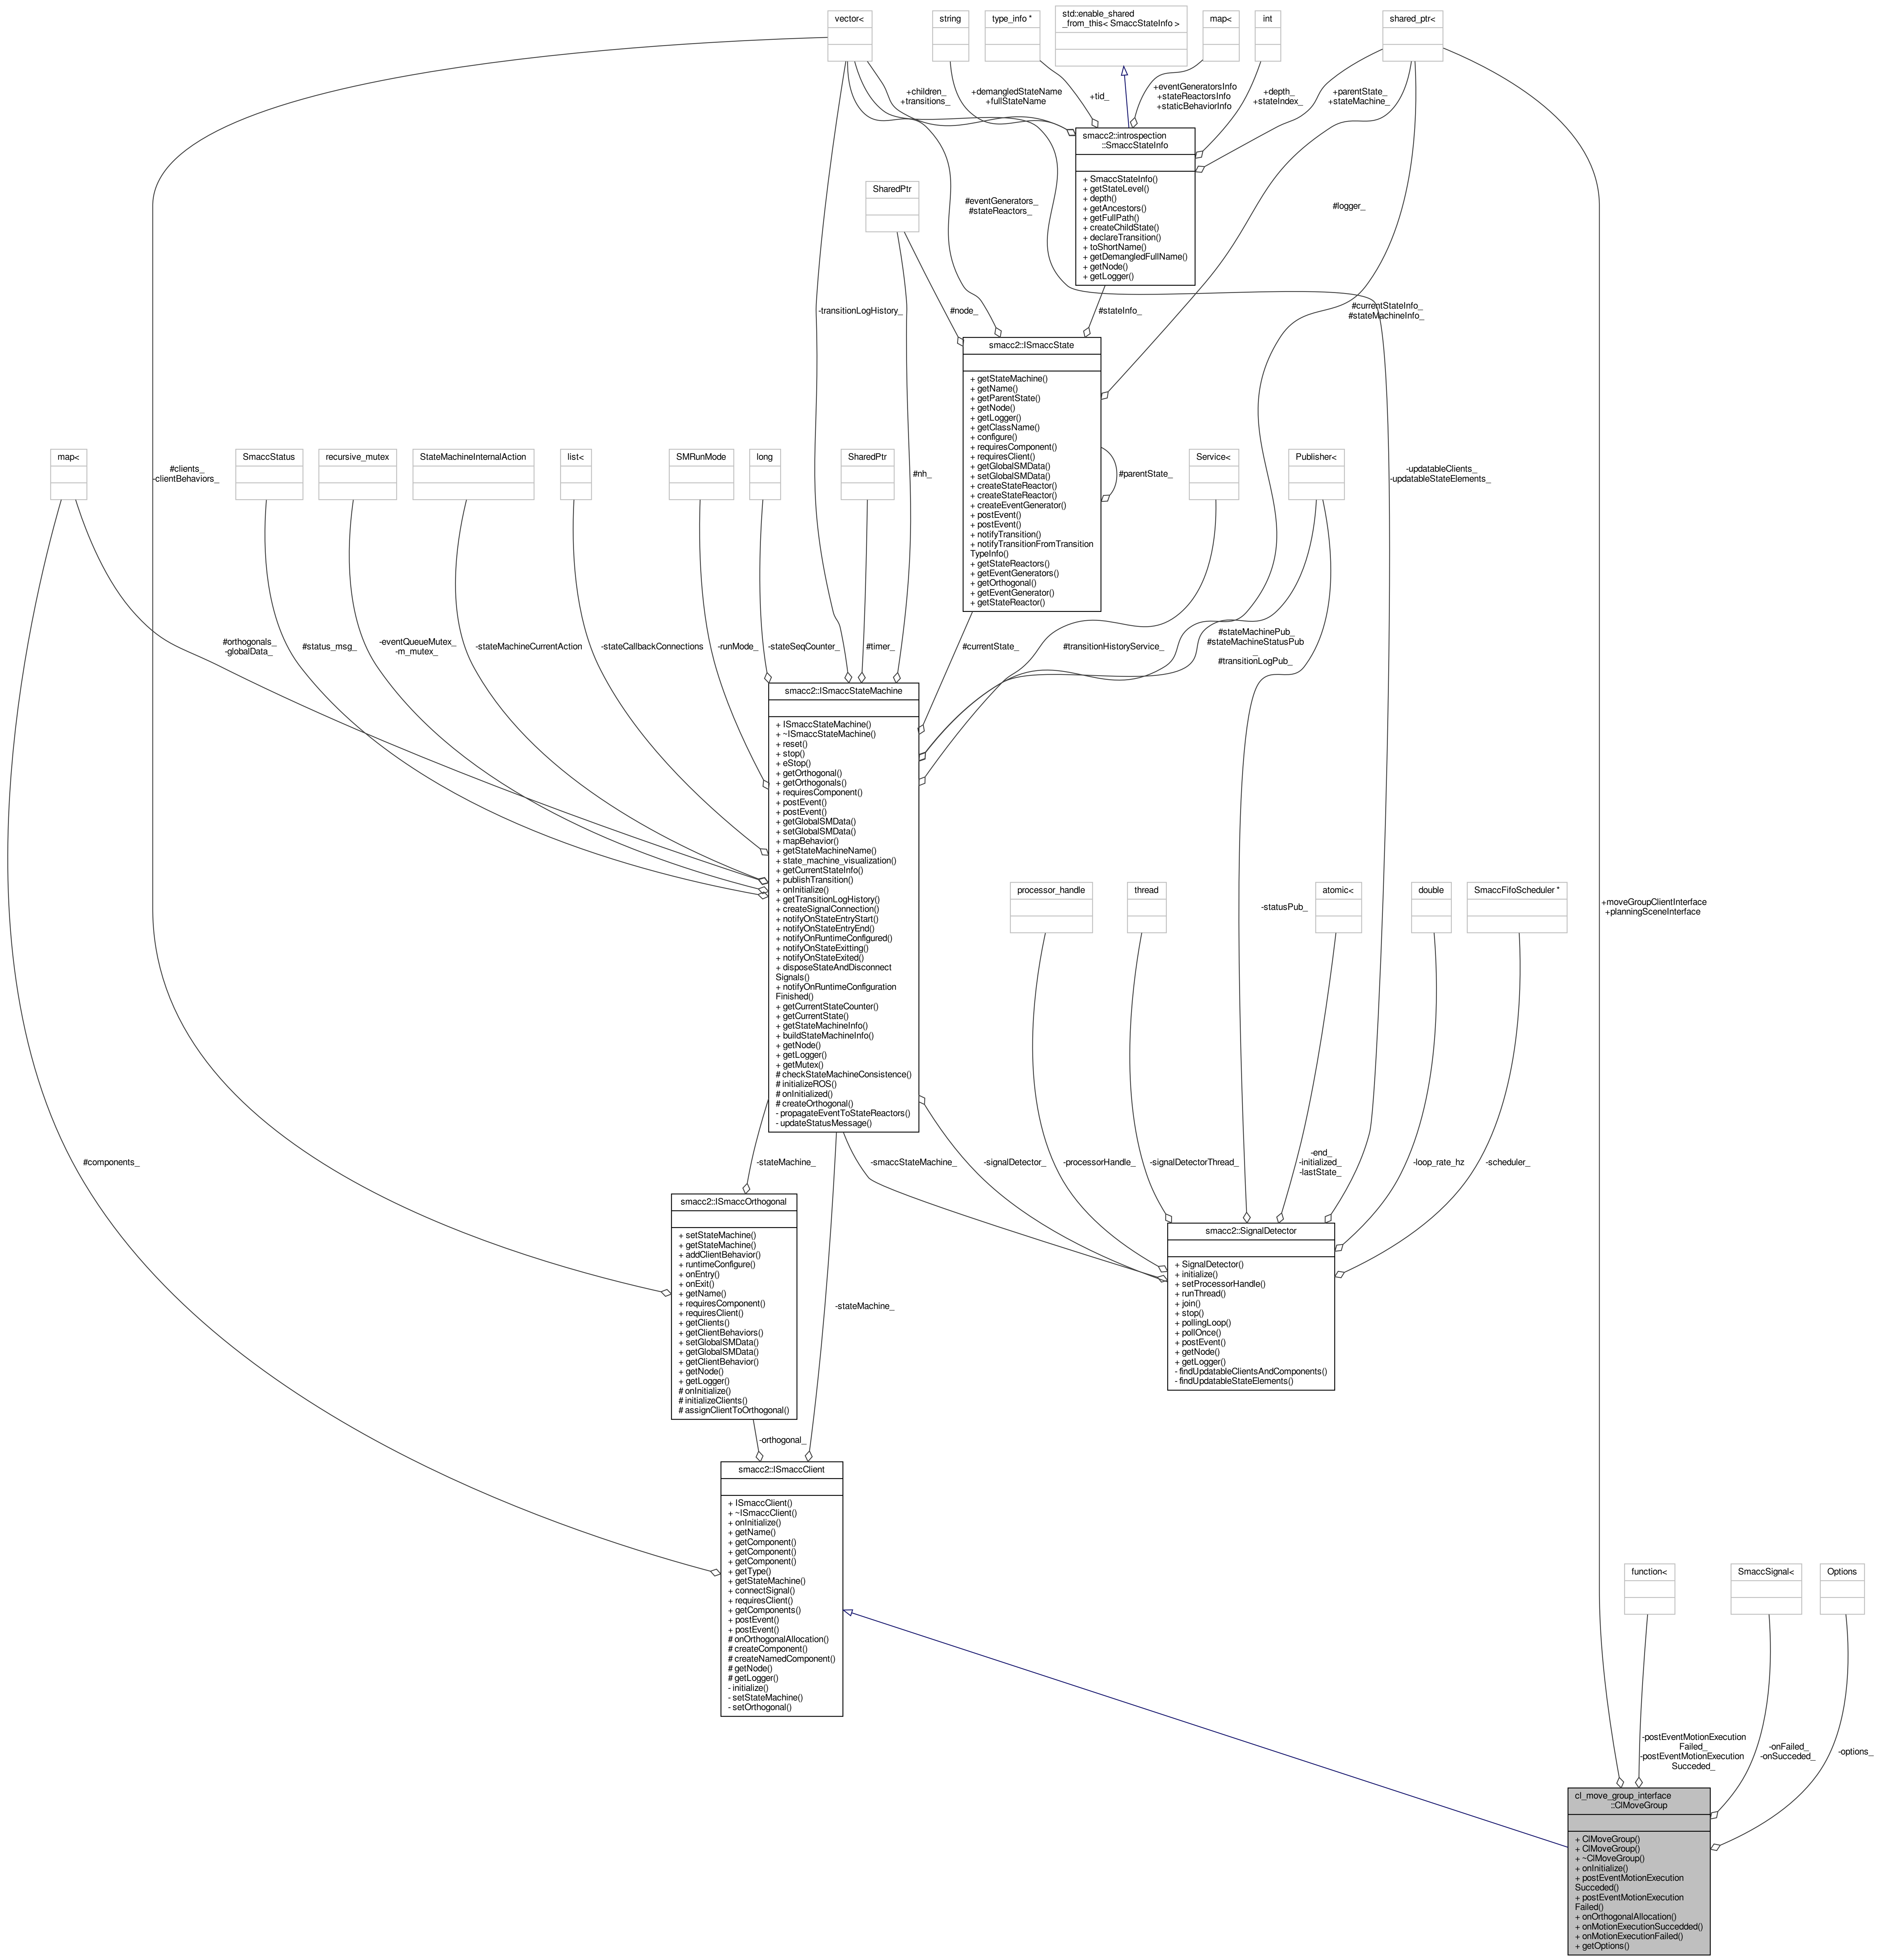 vector<
string
type_info *
std::enable_shared
_from_this< SmaccStateInfo >
map<
int
shared_ptr<
+children_
+transitions_
+demangledStateName
+fullStateName
+tid_
+eventGeneratorsInfo
+stateReactorsInfo
+staticBehaviorInfo
+depth_
+stateIndex_
+parentState_
+stateMachine_
smacc2::introspection
::SmaccStateInfo
+ SmaccStateInfo()
+ getStateLevel()
+ depth()
+ getAncestors()
+ getFullPath()
+ createChildState()
+ declareTransition()
+ toShortName()
+ getDemangledFullName()
+ getNode()
+ getLogger()
SharedPtr
#eventGenerators_
#stateReactors_
#logger_
-transitionLogHistory_
#node_
#stateInfo_
#currentStateInfo_
#stateMachineInfo_
smacc2::ISmaccState
+ getStateMachine()
+ getName()
+ getParentState()
+ getNode()
+ getLogger()
+ getClassName()
+ configure()
+ requiresComponent()
+ requiresClient()
+ getGlobalSMData()
+ setGlobalSMData()
+ createStateReactor()
+ createStateReactor()
+ createEventGenerator()
+ postEvent()
+ postEvent()
+ notifyTransition()
+ notifyTransitionFromTransition
TypeInfo()
+ getStateReactors()
+ getEventGenerators()
+ getOrthogonal()
+ getEventGenerator()
+ getStateReactor()
#parentState_
map<
SmaccStatus
recursive_mutex
StateMachineInternalAction
list<
SMRunMode
long
SharedPtr
Service<
Publisher<
#clients_
-clientBehaviors_
#nh_
-updatableClients_
-updatableStateElements_
#orthogonals_
-globalData_
#status_msg_
-eventQueueMutex_
-m_mutex_
-stateMachineCurrentAction
-stateCallbackConnections
-runMode_
-stateSeqCounter_
#timer_
#currentState_
#transitionHistoryService_
#stateMachinePub_
#stateMachineStatusPub
_
#transitionLogPub_
smacc2::ISmaccStateMachine
+ ISmaccStateMachine()
+ ~ISmaccStateMachine()
+ reset()
+ stop()
+ eStop()
+ getOrthogonal()
+ getOrthogonals()
+ requiresComponent()
+ postEvent()
+ postEvent()
+ getGlobalSMData()
+ setGlobalSMData()
+ mapBehavior()
+ getStateMachineName()
+ state_machine_visualization()
+ getCurrentStateInfo()
+ publishTransition()
+ onInitialize()
+ getTransitionLogHistory()
+ createSignalConnection()
+ notifyOnStateEntryStart()
+ notifyOnStateEntryEnd()
+ notifyOnRuntimeConfigured()
+ notifyOnStateExitting()
+ notifyOnStateExited()
+ disposeStateAndDisconnect
Signals()
+ notifyOnRuntimeConfiguration
Finished()
+ getCurrentStateCounter()
+ getCurrentState()
+ getStateMachineInfo()
+ buildStateMachineInfo()
+ getNode()
+ getLogger()
+ getMutex()
# checkStateMachineConsistence()
# initializeROS()
# onInitialized()
# createOrthogonal()
- propagateEventToStateReactors()
- updateStatusMessage()
processor_handle
thread
atomic<
double
SmaccFifoScheduler *
-statusPub_
+moveGroupClientInterface
+planningSceneInterface
#components_
-stateMachine_
-smaccStateMachine_
-signalDetector_
-processorHandle_
-signalDetectorThread_
-end_
-initialized_
-lastState_
-loop_rate_hz
-scheduler_
smacc2::ISmaccOrthogonal
+ setStateMachine()
+ getStateMachine()
+ addClientBehavior()
+ runtimeConfigure()
+ onEntry()
+ onExit()
+ getName()
+ requiresComponent()
+ requiresClient()
+ getClients()
+ getClientBehaviors()
+ setGlobalSMData()
+ getGlobalSMData()
+ getClientBehavior()
+ getNode()
+ getLogger()
# onInitialize()
# initializeClients()
# assignClientToOrthogonal()
smacc2::SignalDetector
+ SignalDetector()
+ initialize()
+ setProcessorHandle()
+ runThread()
+ join()
+ stop()
+ pollingLoop()
+ pollOnce()
+ postEvent()
+ getNode()
+ getLogger()
- findUpdatableClientsAndComponents()
- findUpdatableStateElements()
-stateMachine_
-orthogonal_
smacc2::ISmaccClient
+ ISmaccClient()
+ ~ISmaccClient()
+ onInitialize()
+ getName()
+ getComponent()
+ getComponent()
+ getComponent()
+ getType()
+ getStateMachine()
+ connectSignal()
+ requiresClient()
+ getComponents()
+ postEvent()
+ postEvent()
# onOrthogonalAllocation()
# createComponent()
# createNamedComponent()
# getNode()
# getLogger()
- initialize()
- setStateMachine()
- setOrthogonal()
function<
SmaccSignal<
Options
-postEventMotionExecution
Failed_
-postEventMotionExecution
Succeded_
-onFailed_
-onSucceded_
-options_
cl_move_group_interface
::ClMoveGroup
+ ClMoveGroup()
+ ClMoveGroup()
+ ~ClMoveGroup()
+ onInitialize()
+ postEventMotionExecution
Succeded()
+ postEventMotionExecution
Failed()
+ onOrthogonalAllocation()
+ onMotionExecutionSuccedded()
+ onMotionExecutionFailed()
+ getOptions()